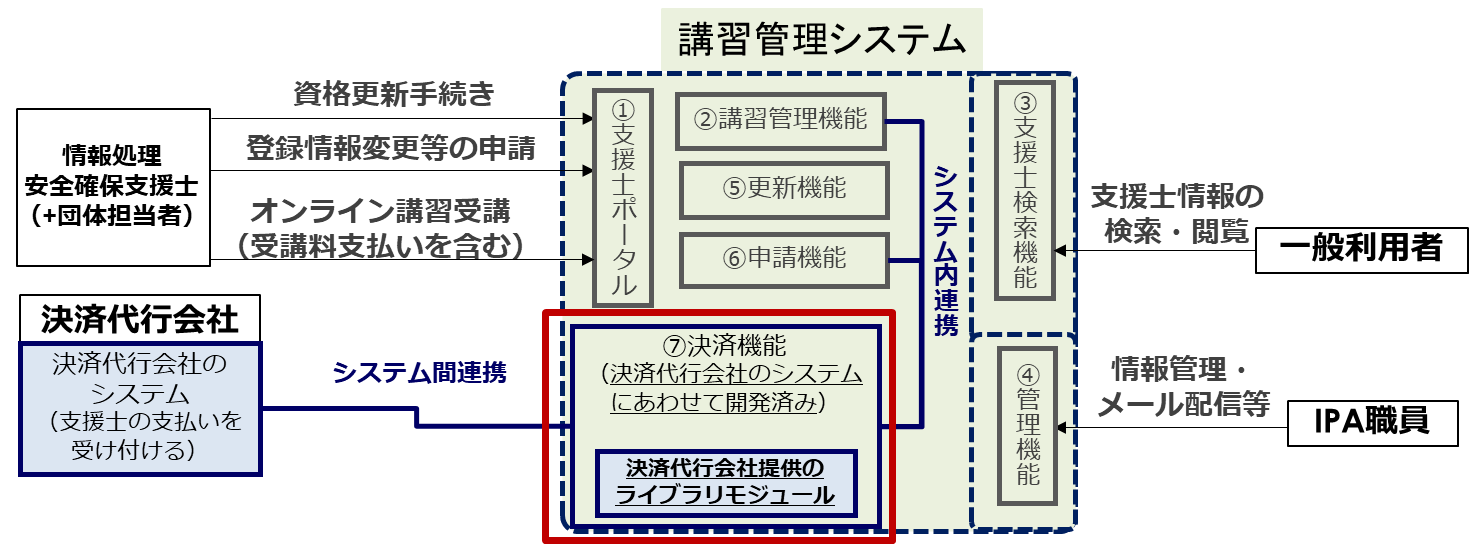 講習管理システム
資格更新手続き
登録情報変更等の申請
オンライン講習受講
（受講料支払いを含む）
情報処理
安全確保支援士
（+団体担当者）
①支援士ポータル
②講習管理機能
⑤更新機能
⑥申請機能
システム内連携
③支援士検索機能
支援士情報の
検索・閲覧
一般利用者
決済代行会社
決済代行会社の
システム
（支援士の支払いを
受け付ける）
システム間連携
⑦決済機能
（決済代行会社のシステム
にあわせて開発済み）
決済代行会社提供の
ライブラリモジュール
④管理機能
情報管理・
メール配信等
IPA職員